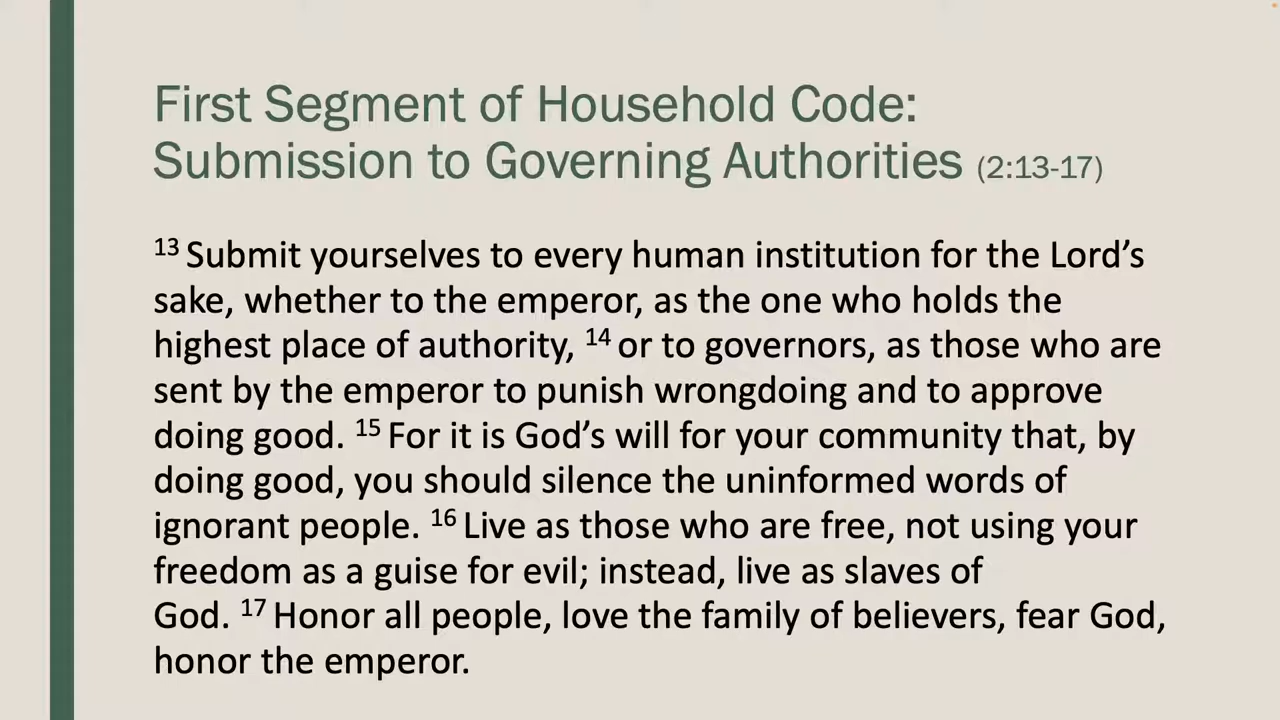 First Segment of Household Code:
Submission to Governing Authorities (2:13-17)
13 Submit yourselves to every human institution for the Lord’s
sake, whether to the emperor, as the one who holds the
highest place of authority, 14 or to governors, as those who are
sent by the emperor to punish wrongdoing and to approve
doing good. 15 For it is God’s will for your community that, by
doing good, you should silence the uninformed words of
ignorant people. 16 Live as those who are free, not using your
freedom as a guise for evil; instead, live as slaves of
God. 17 Honor all people, love the family of believers, fear God,
honor the emperor.